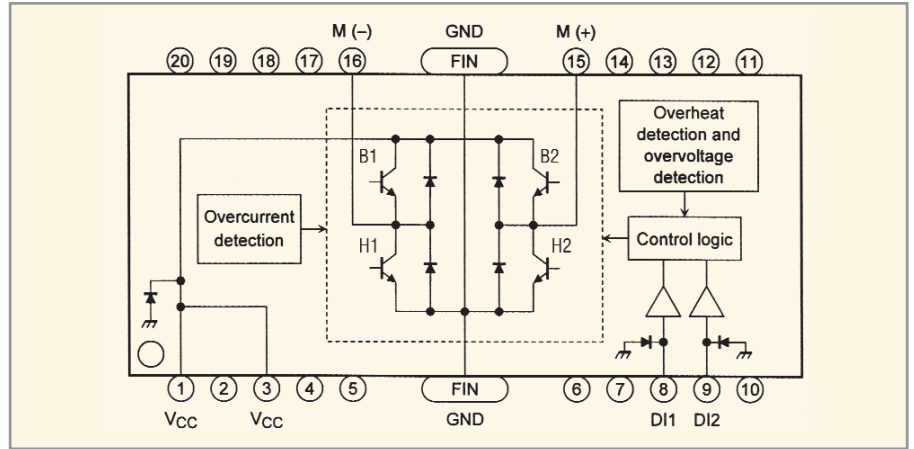 M (–) GND M (+)
20 19 18 17 16 FIN 15 14 13 12 11
Overheat
detection and
overvoltage
detection
B1 B2
Overcurrent
detection
Control logic
H1 H2
1 2 3 4 5 FIN 6 7 8 9 10
VCC VCC GND DI1 DI2